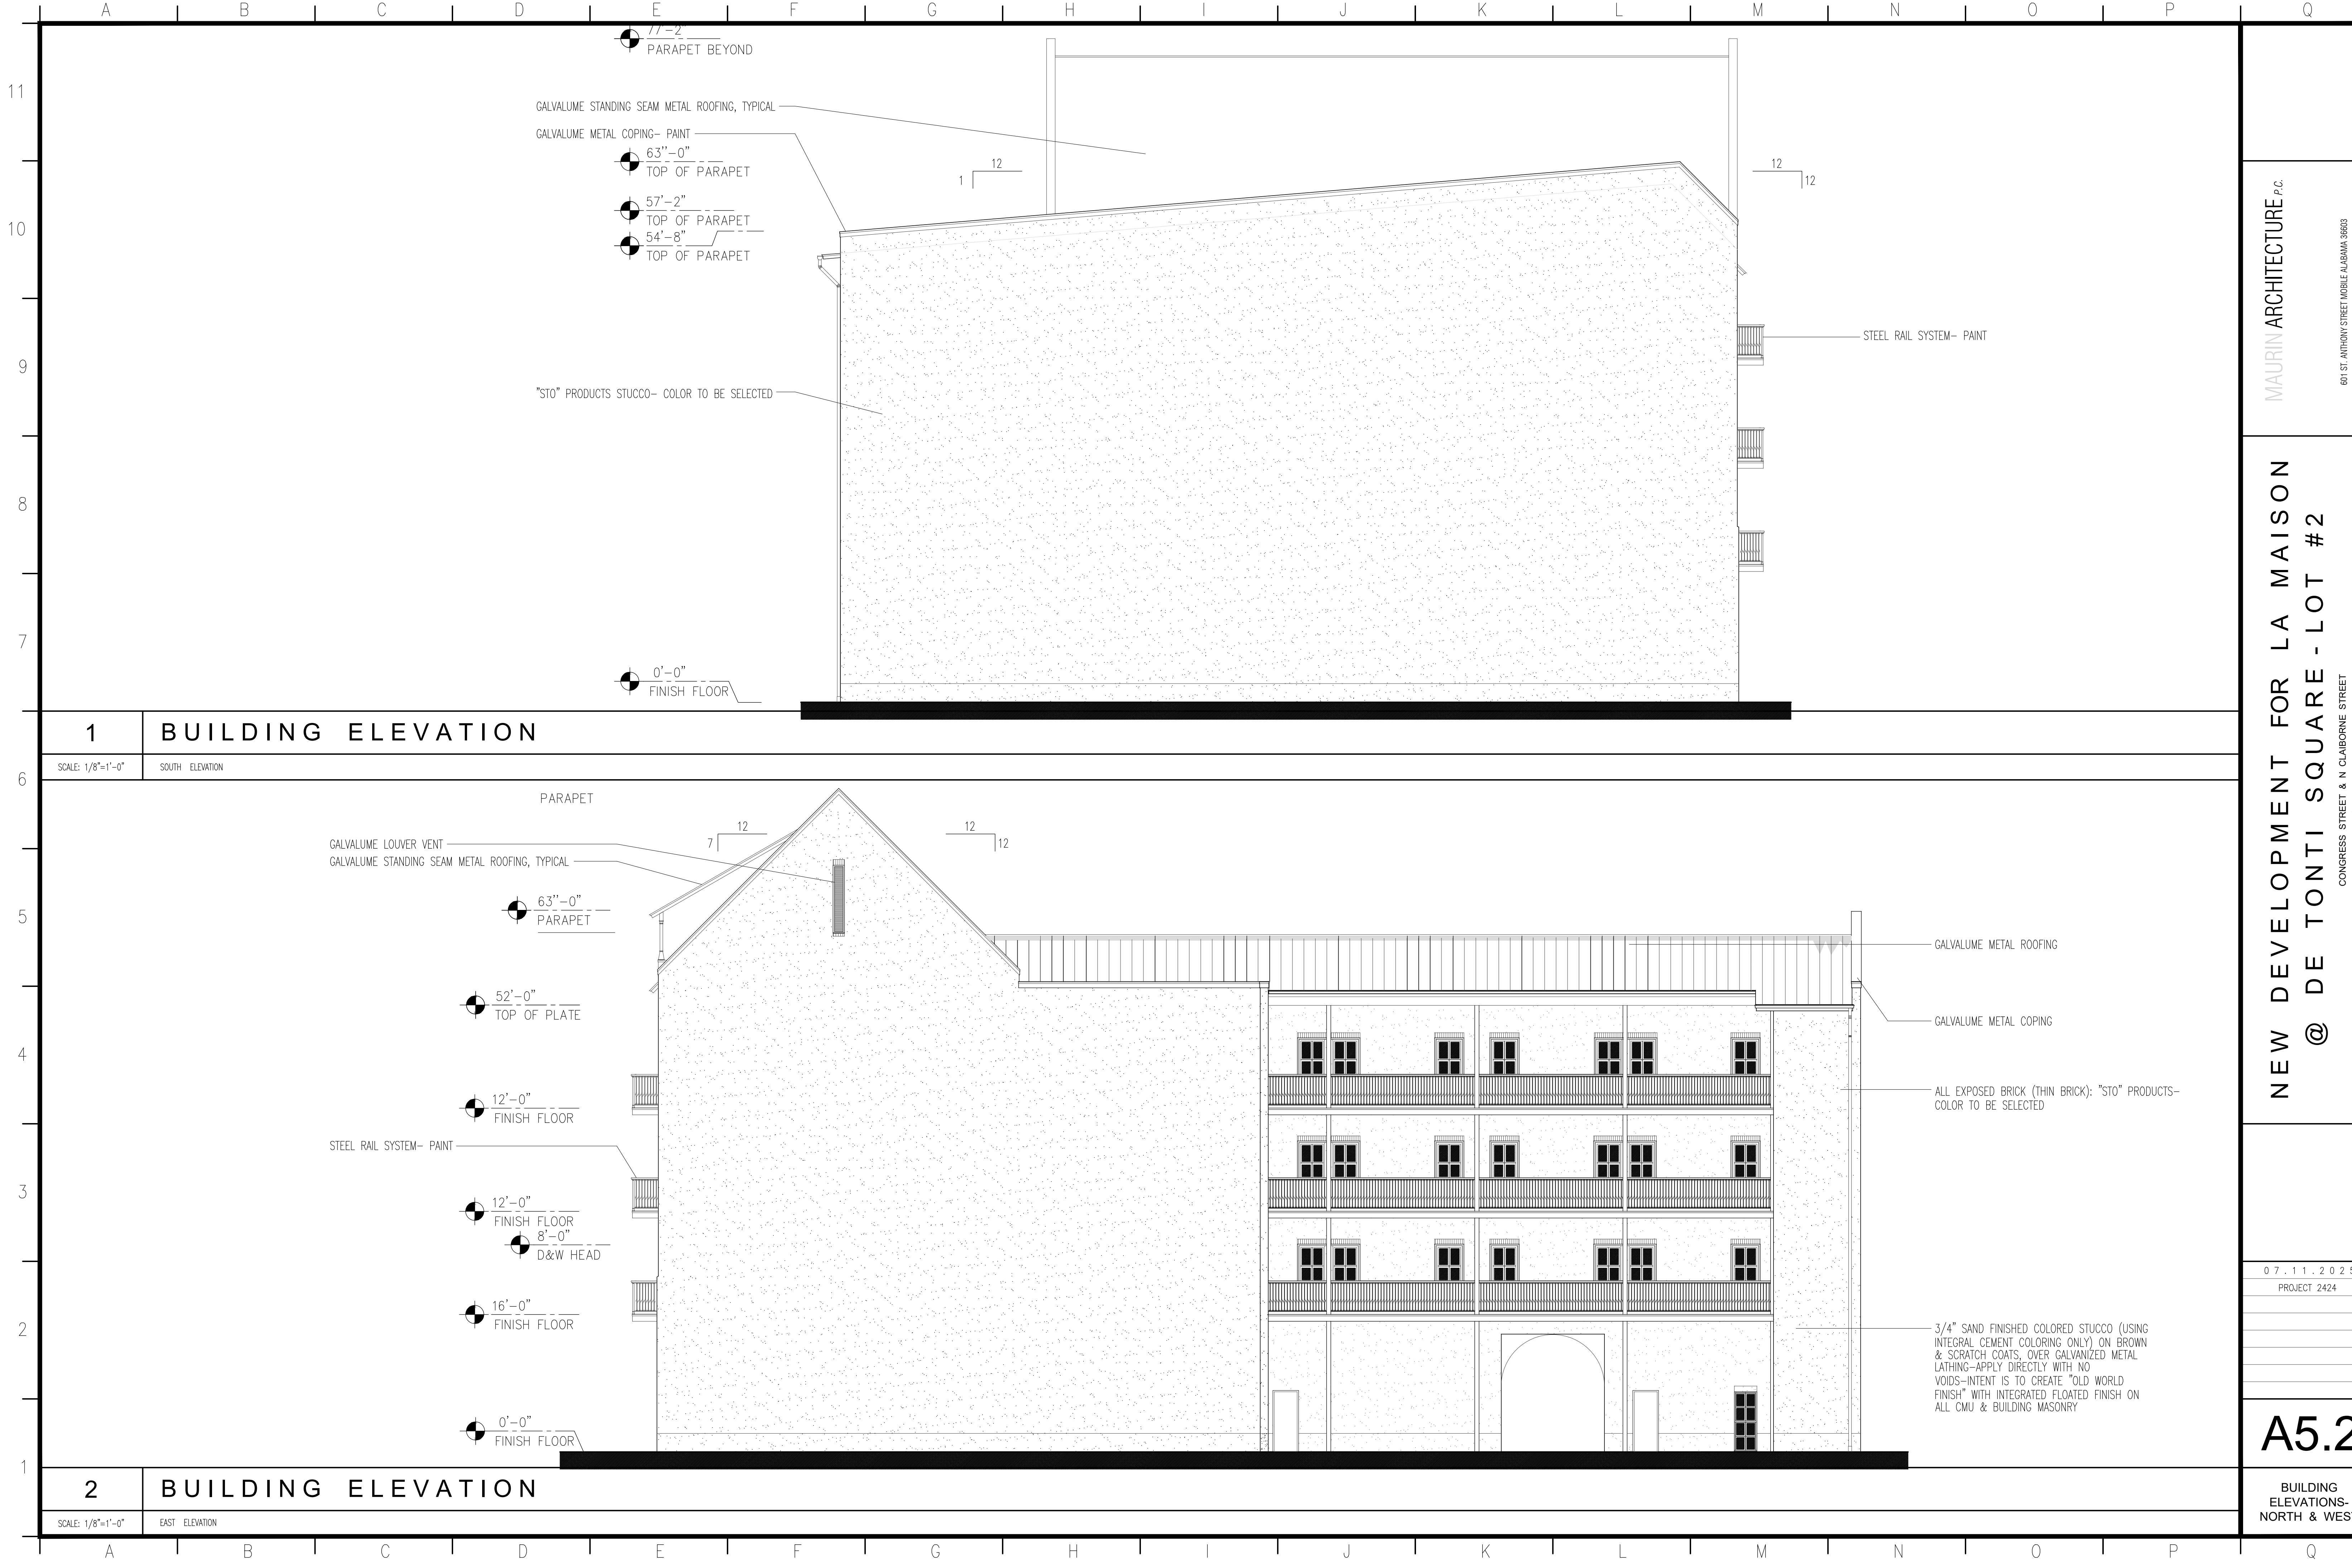 A B C D E F G H I J K L M N O P Q
11
10
9
8
7
6
5
4
3
2
1
77'-2
PARAPET BEYOND
GALVALUME STANDING SEAM METAL ROOFING, TYPICAL
GALVALUME METAL COPING- PAINT
63''-0"
TOP OF PARAPET
57'-2"
TOP OF PARAPET
54'-8"
TOP OF PARAPET
12
1
12
12
STEEL RAIL SYSTEM- PAINT
"STO" PRODUCTS STUCCO- COLOR TO BE SELECTED
0'-0"
FINISH FLOOR
1 BUILDING ELEVATION
SCALE: 1/8"=1'-0" SOUTH ELEVATION
PARAPET
12
7
12
12
GALVALUME LOUVER VENT
GALVALUME STANDING SEAM METAL ROOFING, TYPICAL
63''-0"
PARAPET
52'-0"
TOP OF PLATE
12'-0"
FINISH FLOOR
STEEL RAIL SYSTEM- PAINT
12'-0"
FINISH FLOOR
8'-0"
D&W HEAD
16'-0"
FINISH FLOOR
0'-0"
FINISH FLOOR
GALVALUME METAL ROOFING
GALVALUME METAL COPING
ALL EXPOSED BRICK (THIN BRICK): "STO" PRODUCTS-
COLOR TO BE SELECTED
3/4" SAND FINISHED COLORED STUCCO (USING
INTEGRAL CEMENT COLORING ONLY) ON BROWN
& SCRATCH COATS, OVER GALVANIZED METAL
LATHING-APPLY DIRECTLY WITH NO
VOIDS-INTENT IS TO CREATE "OLD WORLD
FINISH" WITH INTEGRATED FLOATED FINISH ON
ALL CMU & BUILDING MASONRY
2 BUILDING ELEVATION
SCALE: 1/8"=1'-0" EAST ELEVATION
A B C D E F G H I J K L M N O P Q
MAURIN ARCHITECTURE P.C.
601 ST. ANTHONY STREET MOBILE ALABAMA 36603
NEW DEVELOPMENT FOR LA MAISON
@ DE TONTI SQUARE - LOT #2
CONGRESS STREET & N CLAIBORNE STREET
07.11.2025
PROJECT 2424
A5.2
BUILDING
ELEVATIONS-
NORTH & WEST